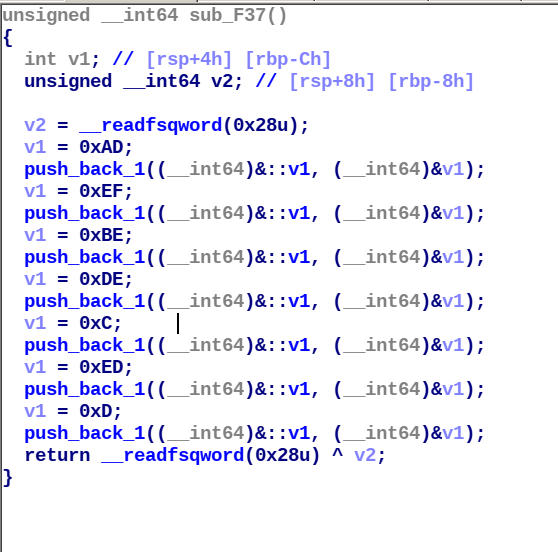 unsigned __int64 sub_F37()
{
int v1; // [rsp+4h] [rbp-Ch]
unsigned __int64 v2; // [rsp+8h] [rbp-8h]
v2 = __readfsqword(0x28u);
v1 = 0xAD;
push_back_1((__int64)&::v1, (__int64)&v1);
v1 = 0xEF;
push_back_1((__int64)&::v1, (__int64)&v1);
v1 = 0xBE;
push_back_1((__int64)&::v1, (__int64)&v1);
v1 = 0xDE;
push_back_1((__int64)&::v1, (__int64)&v1);
v1 = 0xC;
push_back_1((__int64)&::v1, (__int64)&v1);
v1 = 0xED;
push_back_1((__int64)&::v1, (__int64)&v1);
v1 = 0xD;
push_back_1((__int64)&::v1, (__int64)&v1);
return __readfsqword(0x28u) ^ v2;
}